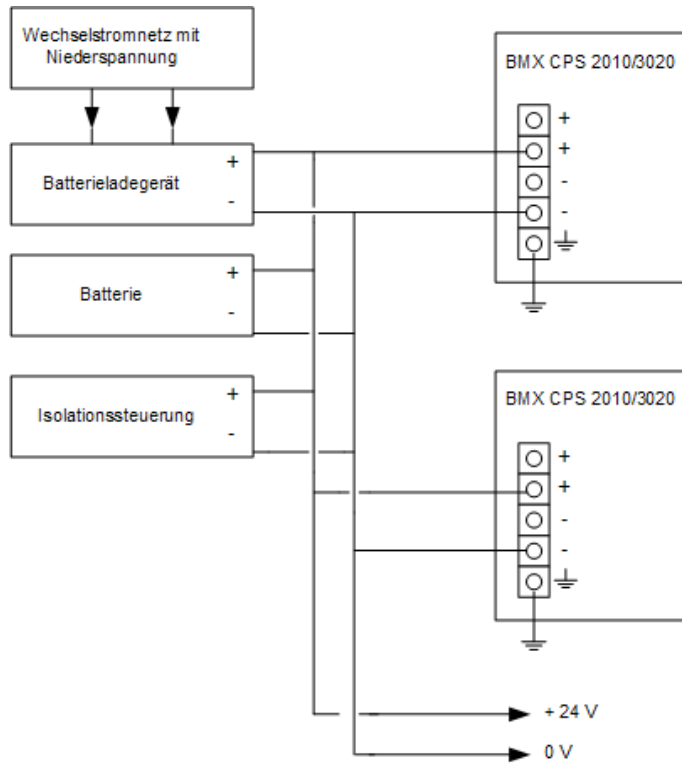 Wechselstromnetz mit
Niederspannung
BMX CPS 2010/3020
+
+
-
-
Batterieladegerät
+
-
Batterie
+
-
Isolationssteuerung
+
-
BMX CPS 2010/3020
+
+
-
-
+ 24 V
0 V